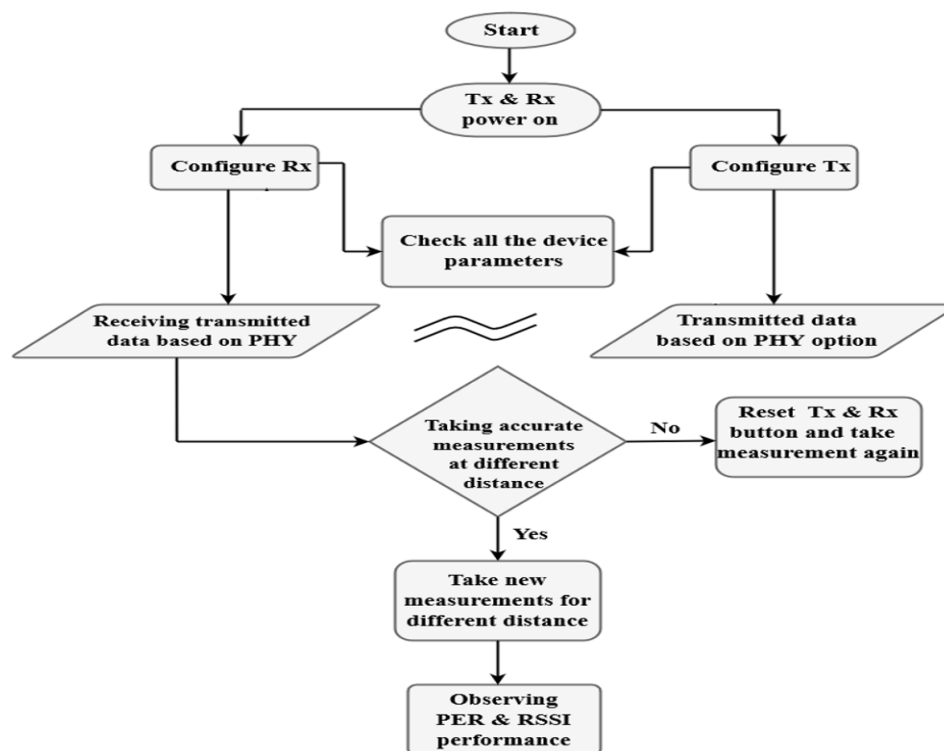 Start
Tx & Rx
power on
Configure Rx
Configure Tx
Check all the device
parameters
Receiving transmitted
data based on PHY
Transmitted data
based on PHY option
Taking accurate
measurements
at different
distance
No
Reset Tx & Rx
button and take
measurement again
Yes
Take new
measurements for
different distance
Observing
PER & RSSI
performance